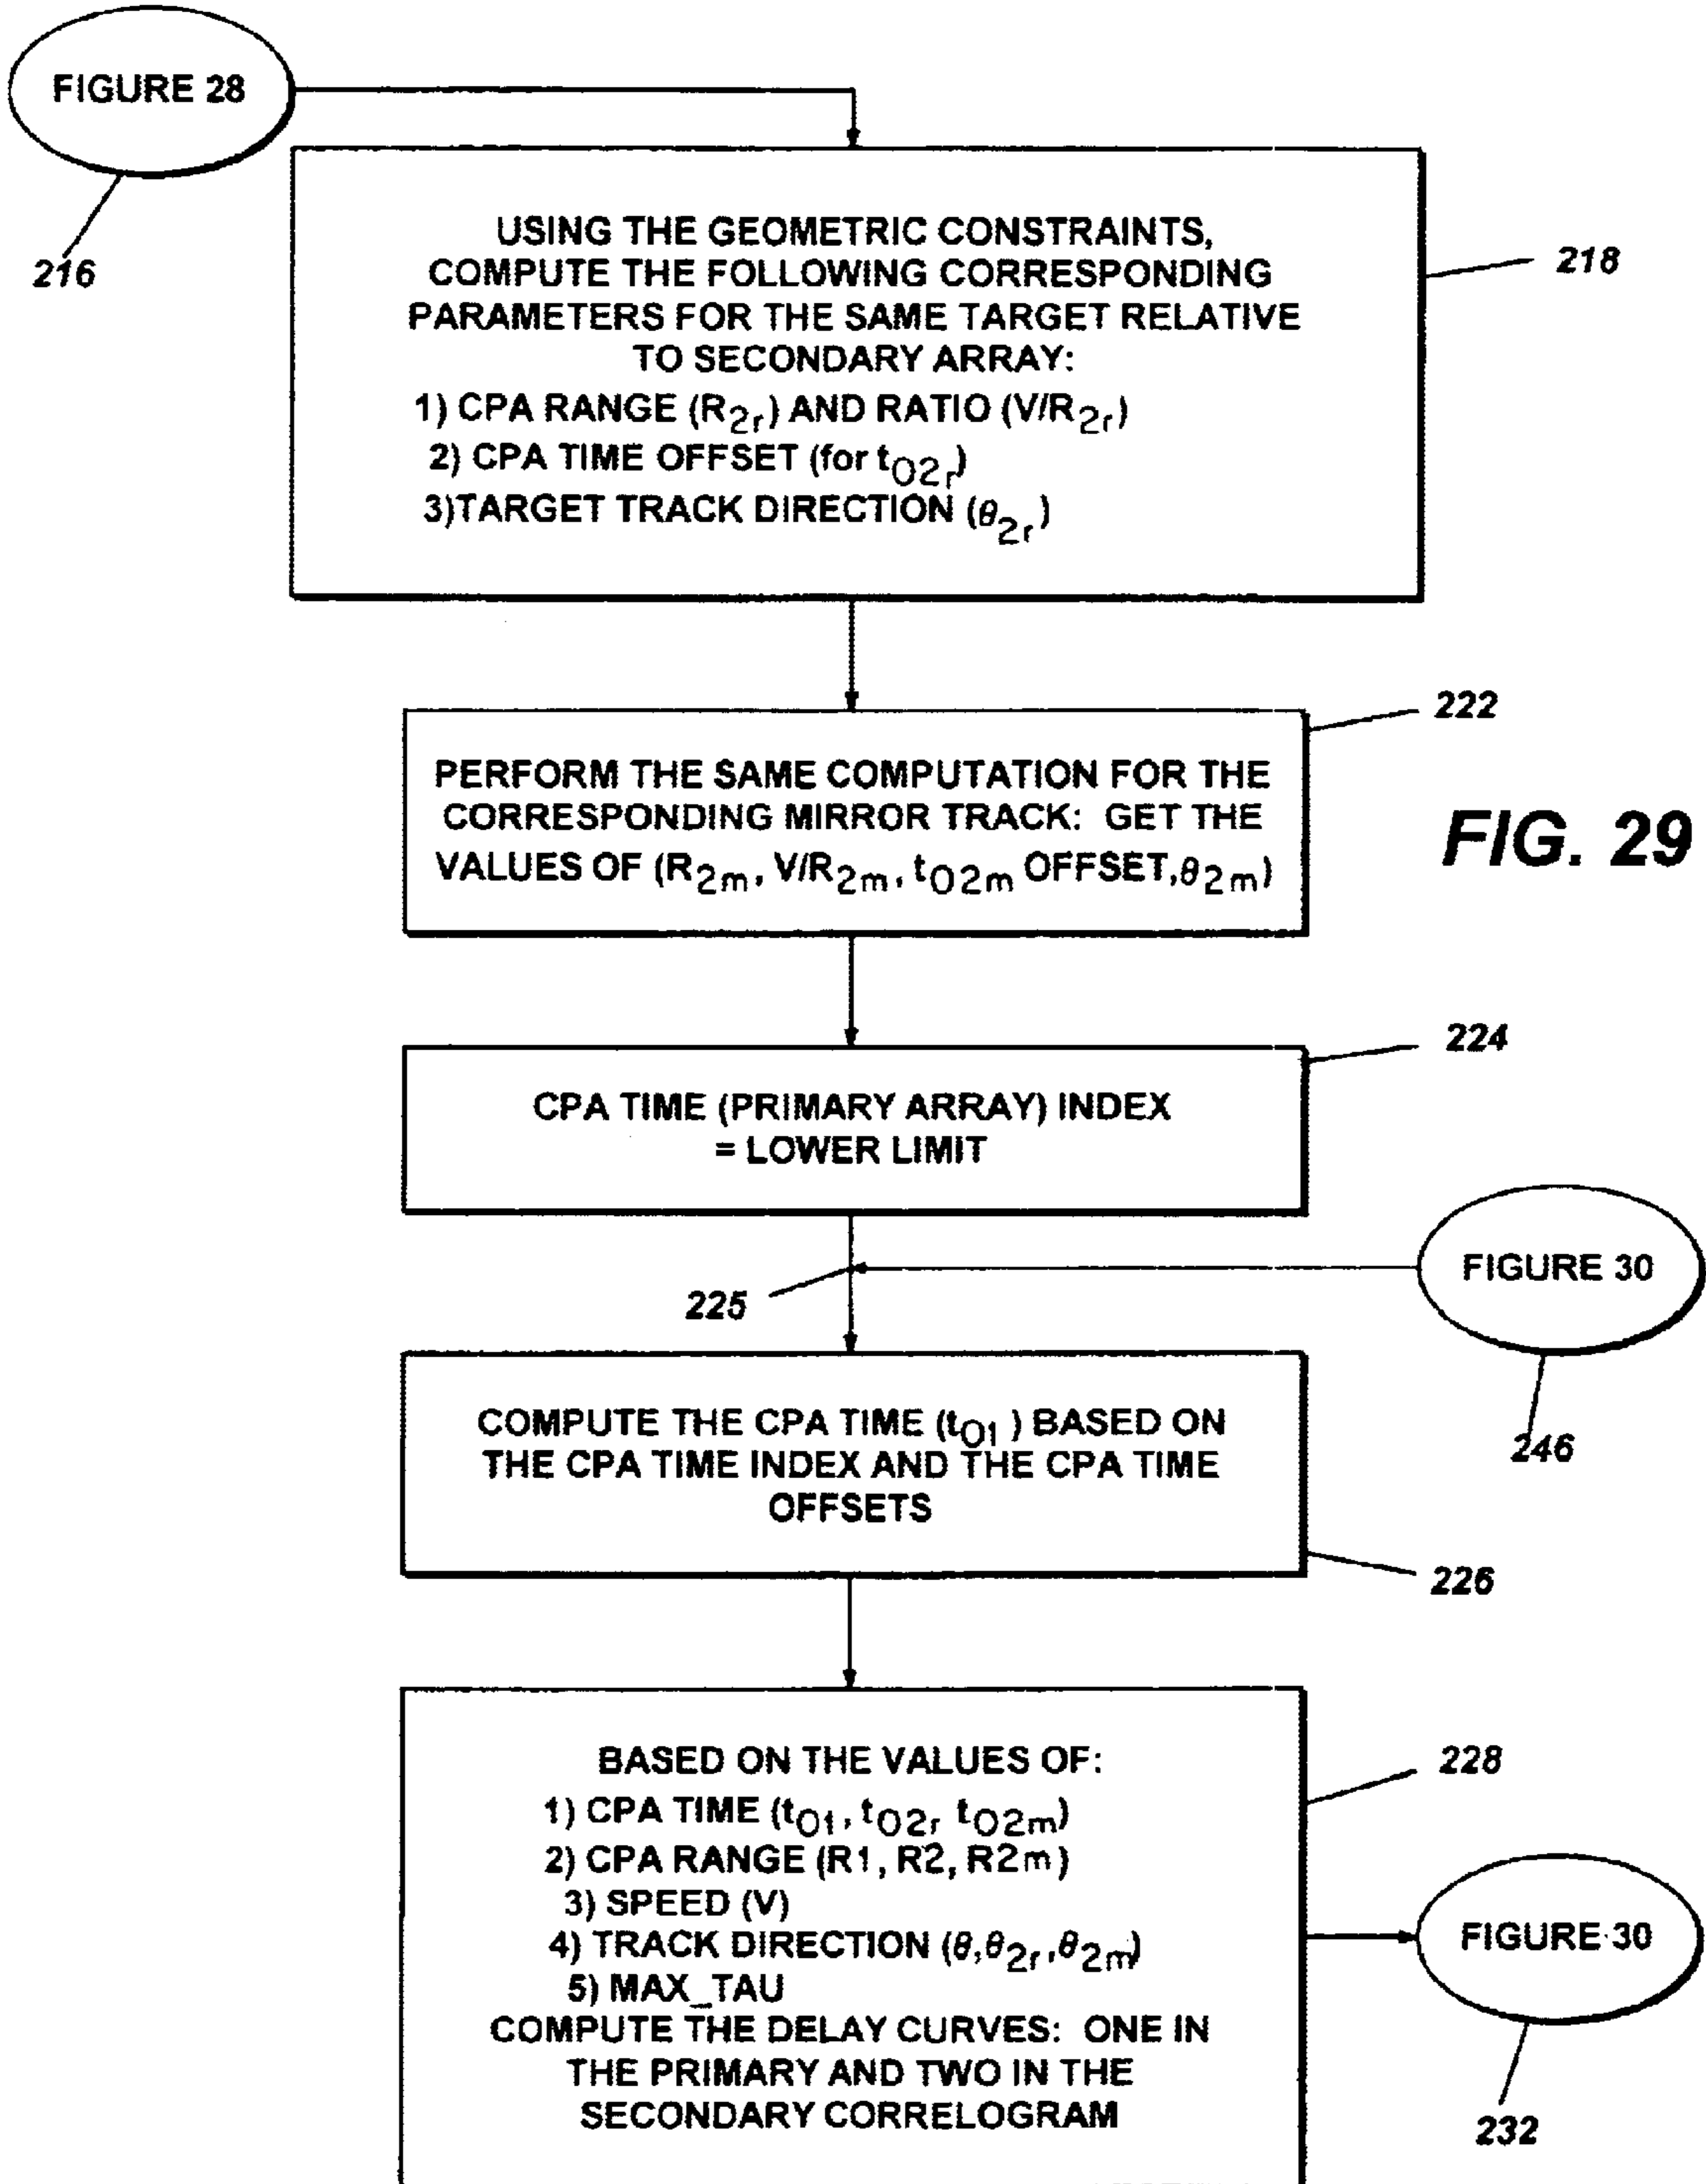 FIGURE 28
216
USING THE GEOMETRIC CONSTRAINTS,
COMPUTE THE FOLLOWING CORRESPONDING
PARAMETERS FOR THE SAME TARGET RELATIVE
TO SECONDARY ARRAY:
1) CPA RANGE (R2r) AND RATIO (V/R2r)
2) CPA TIME OFFSET (for tO2r)
3)TARGET TRACK DIRECTION (θ2r)
218
222
PERFORM THE SAME COMPUTATION FOR THE
CORRESPONDING MIRROR TRACK: GET THE
VALUES OF (R2m, V/R2m, tO2m OFFSET,θ2m)
FIG. 29
224
CPA TIME (PRIMARY ARRAY) INDEX
= LOWER LIMIT
225
FIGURE 30
246
COMPUTE THE CPA TIME (tO1 ) BASED ON
THE CPA TIME INDEX AND THE CPA TIME
OFFSETS
226
BASED ON THE VALUES OF:
1) CPA TIME (tO1, tO2r, tO2m)
2) CPA RANGE (R1, R2, R2m)
3) SPEED (V)
4) TRACK DIRECTION (θ,θ2r,θ2m)
5) MAX_TAU
COMPUTE THE DELAY CURVES: ONE IN
THE PRIMARY AND TWO IN THE
SECONDARY CORRELOGRAM
228
FIGURE 30
232